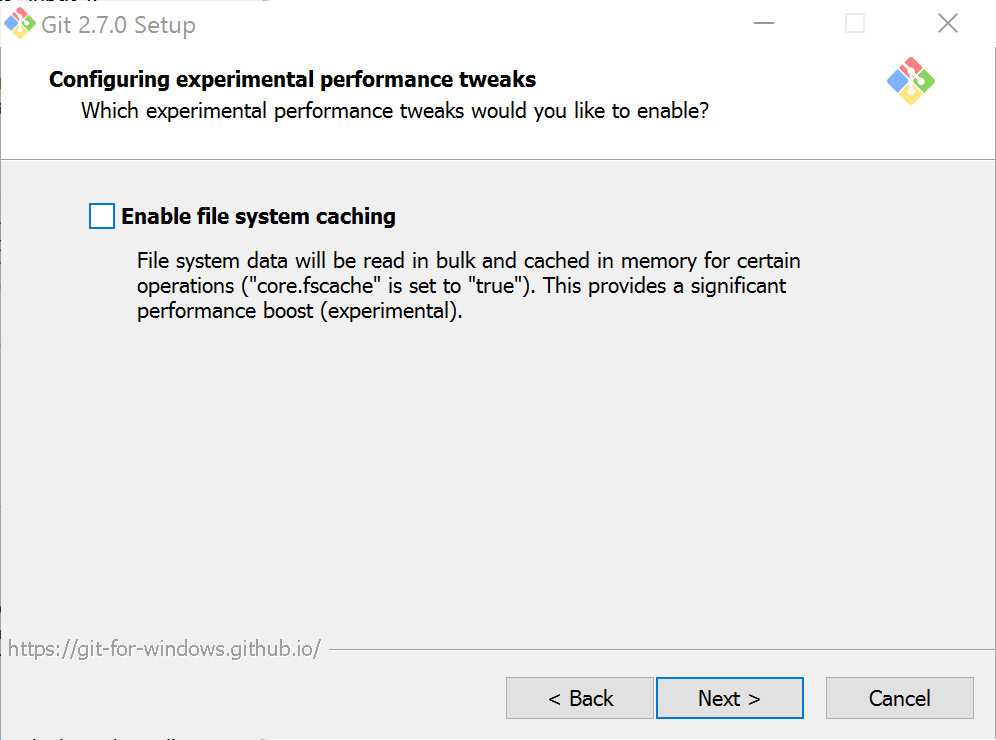 Git 2.7.0 Setup
Configuring experimental performance tweaks
Which experimental performance tweaks would you like to enable?
Enable file system caching
File system data will be read in bulk and cached in memory for certain
operations ("core.fscache" is set to "true"). This provides a significant
performance boost (experimental).
https://git-for-windows.github.io/
< Back
Next >
Cancel